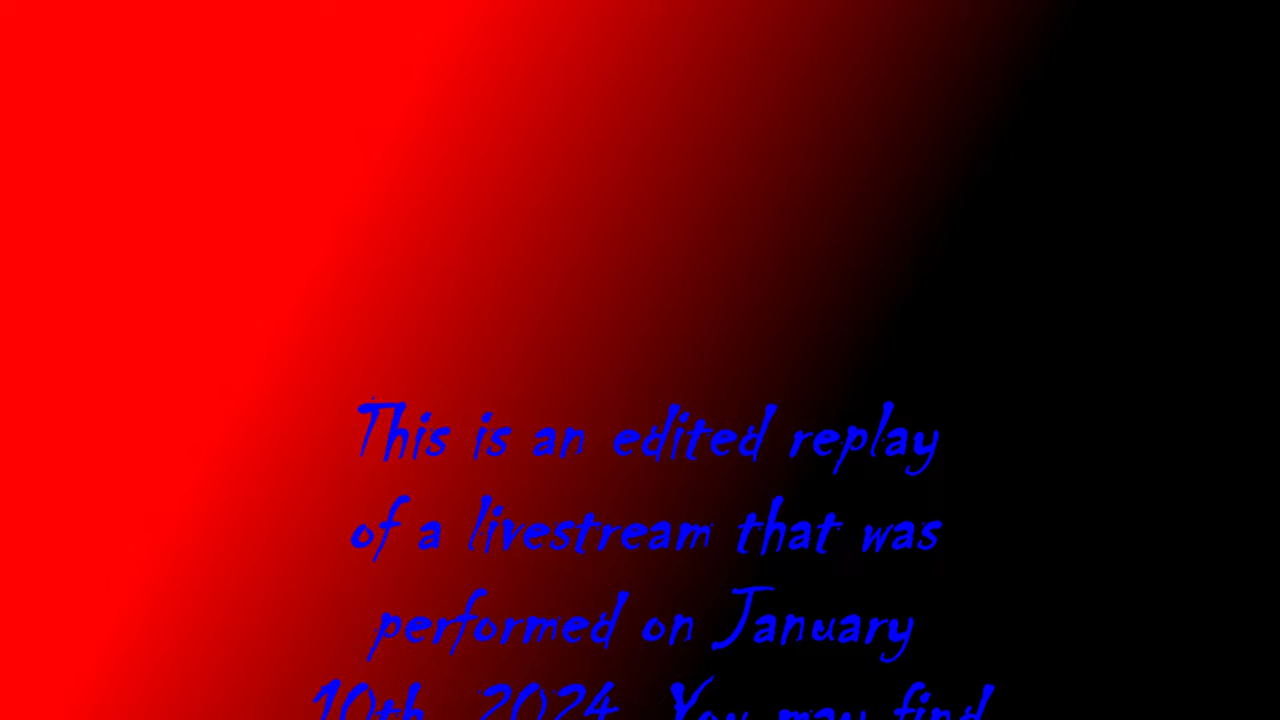 This is an edited replay
of a livestream that was
performed on January
10th, 2024. You may find